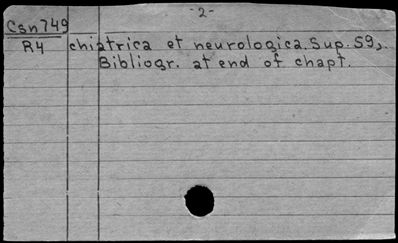 -2-
Csn749
R4 chiatrica et neurologica. Sup. 59).
Bibliogr. at end of chapt.